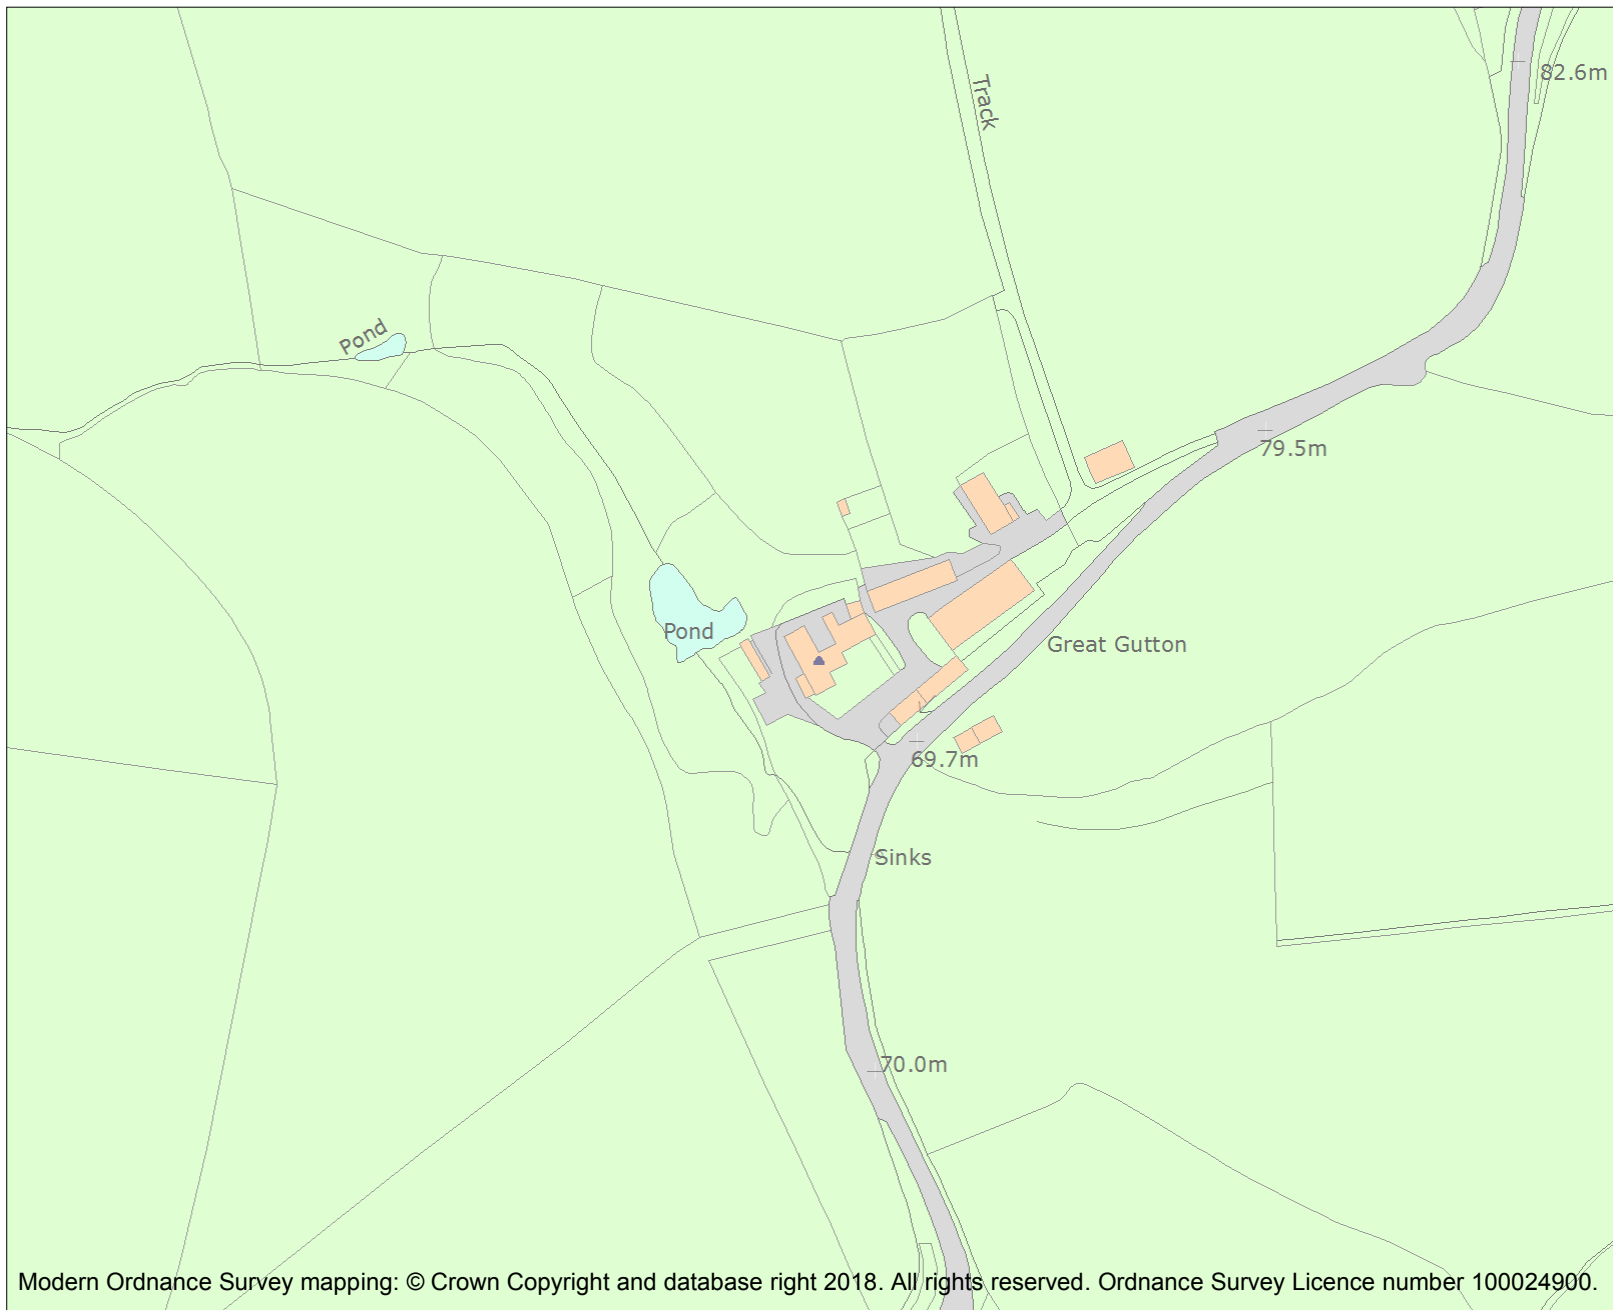 82.6m
Track
Pond
79.5m
Pond
Great Gutton
69.7m
Sinks
70.0m
Modern Ordnance Survey mapping: © Crown Copyright and database right 2018. All rights reserved. Ordnance Survey Licence number 100024900.